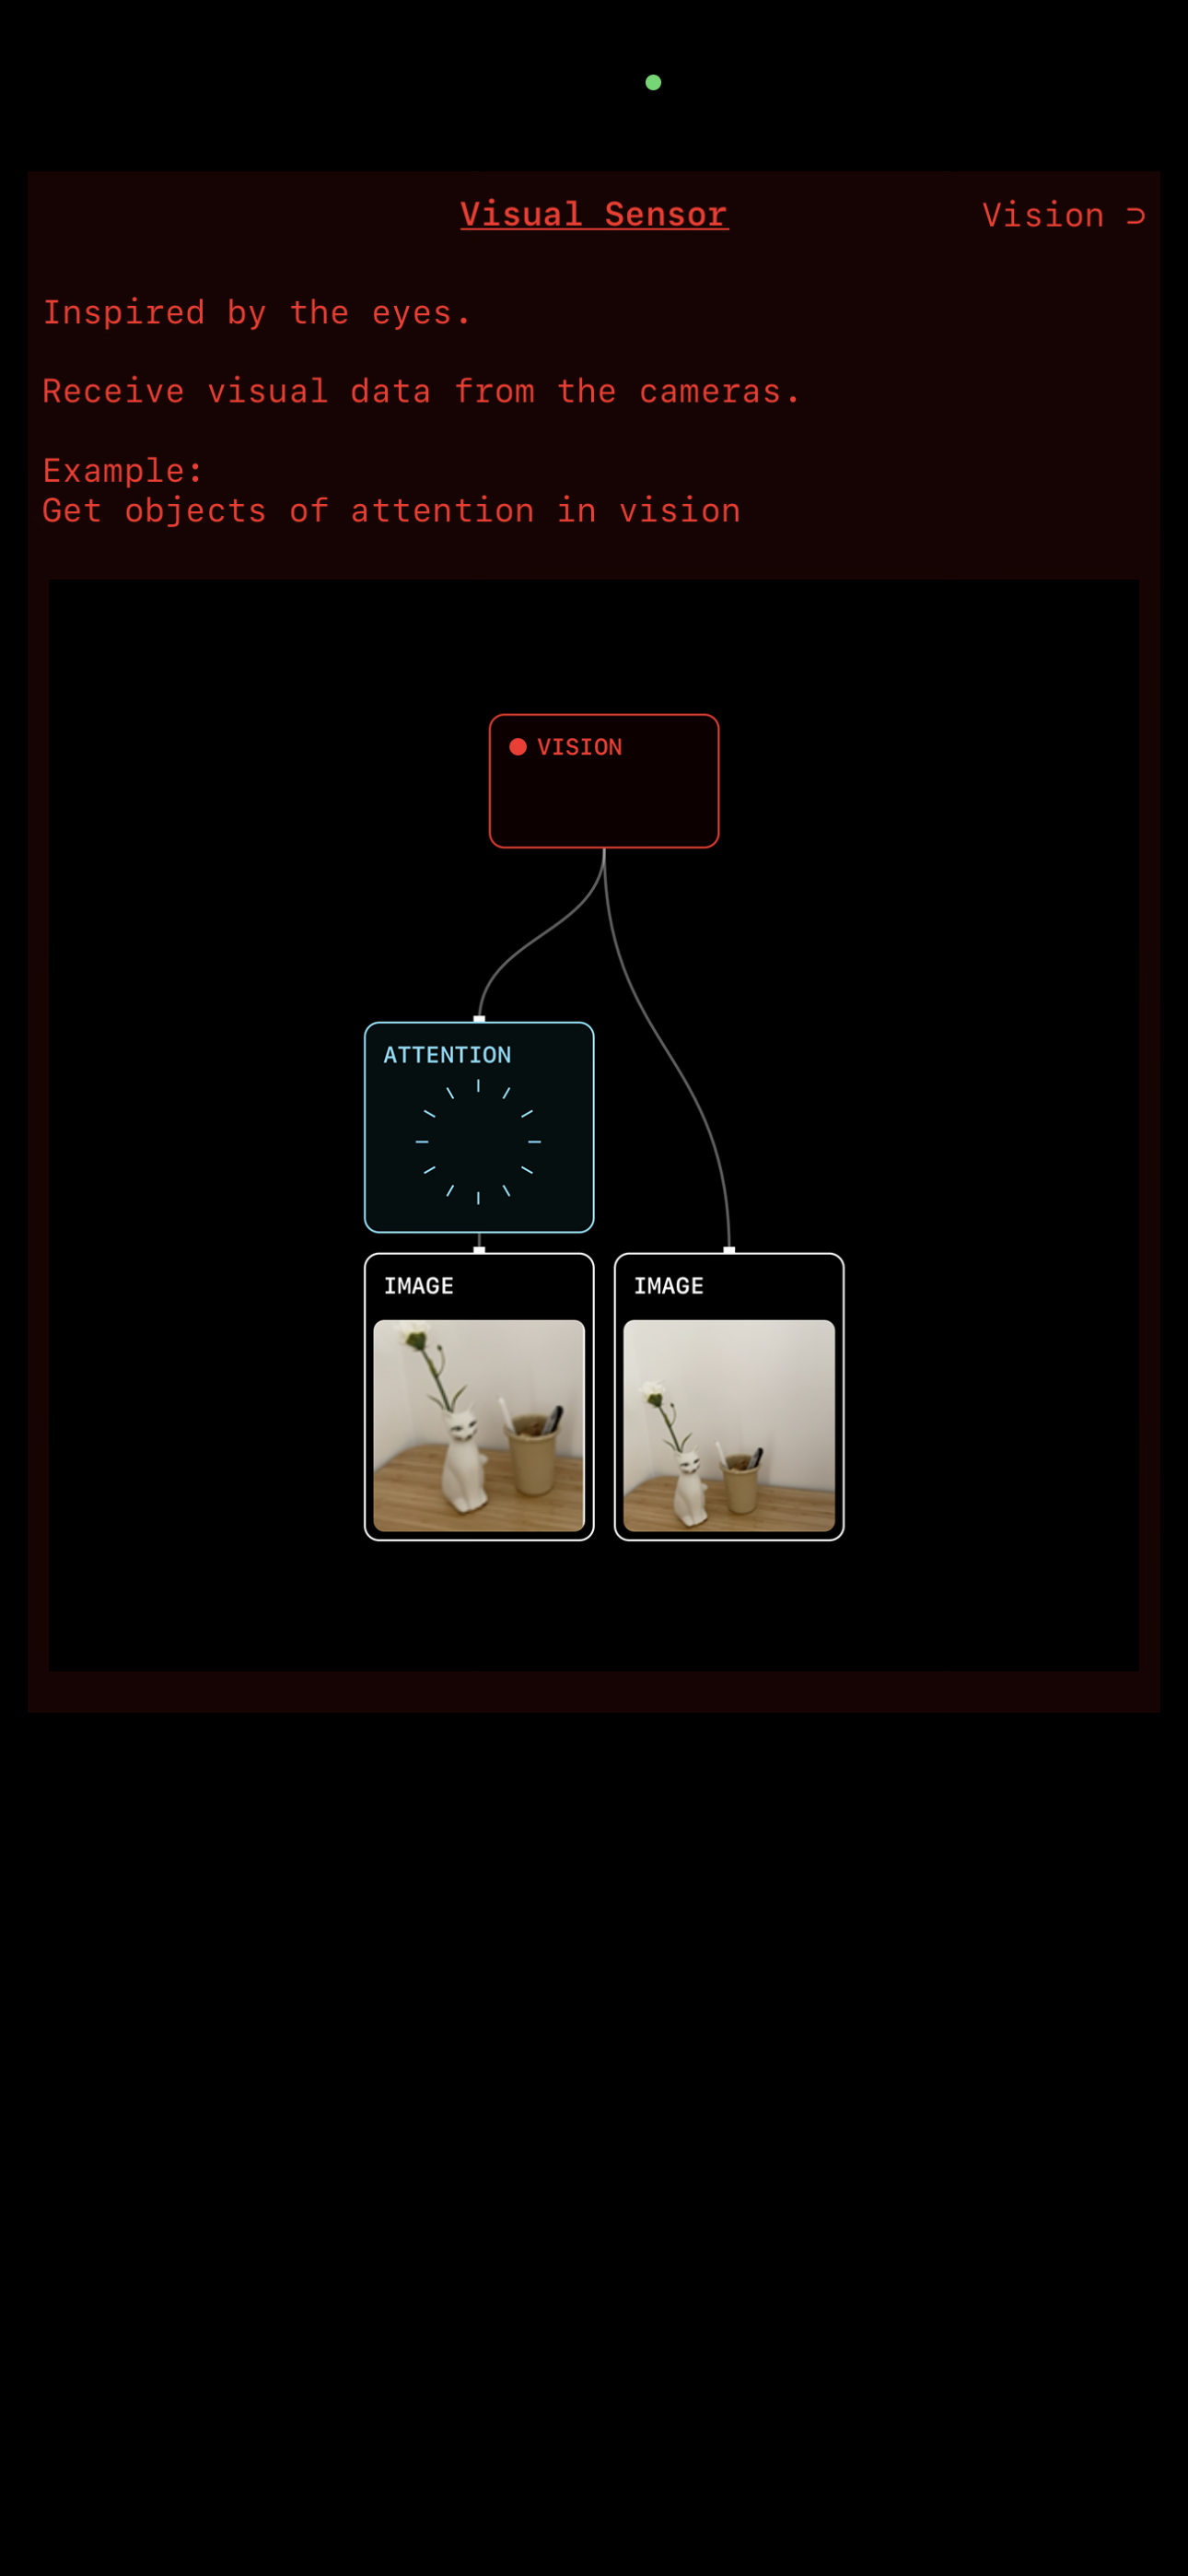 Visual Sensor
Vision ⊃
Inspired by the eyes.
Receive visual data from the cameras.
Example:
Get objects of attention in vision
VISION
ATTENTION
IMAGE
IMAGE